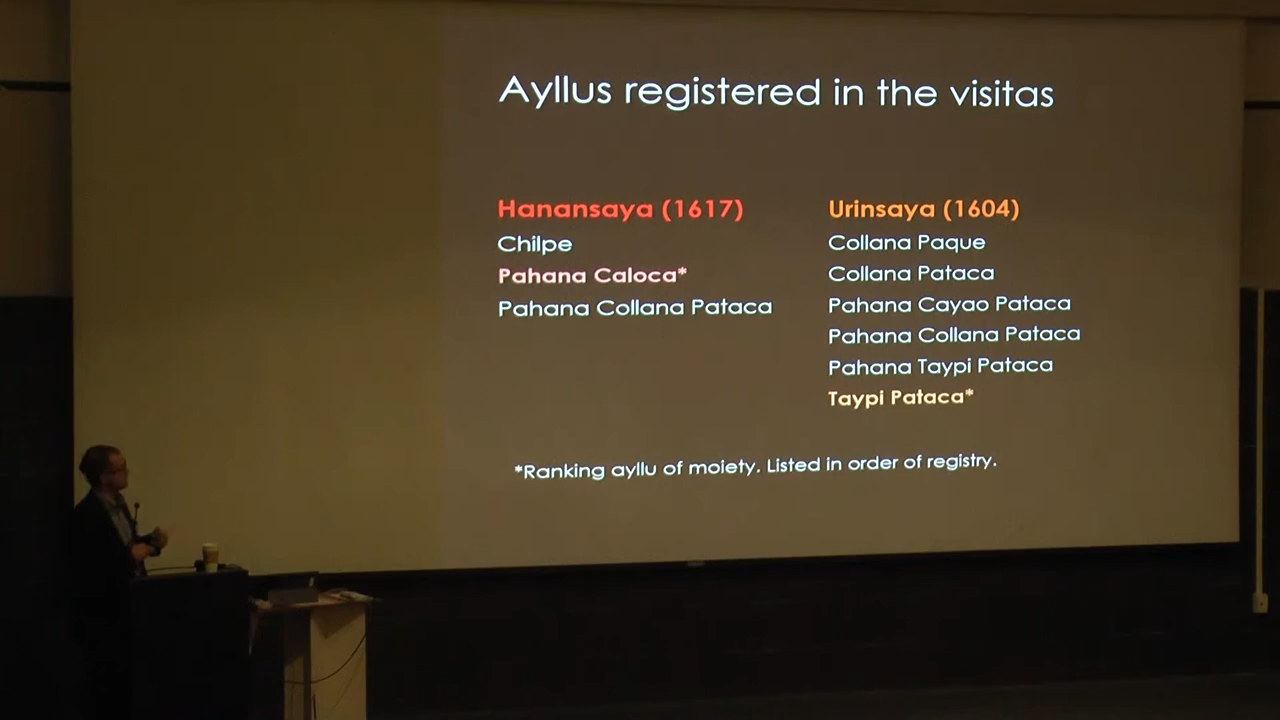 Ayllus registered in the visitas
Hanansaya (1617)
Chilpe
Pahana Caloca*
Pahana Collana Pataca
Urinsaya (1604)
Collana Paque
Collana Pataca
Pahana Cayao Pataca
Pahana Collana Pataca
Pahana Taypi Pataca
Taypi Pataca*
*Ranking ayllu of moiety. Listed in order of registry.